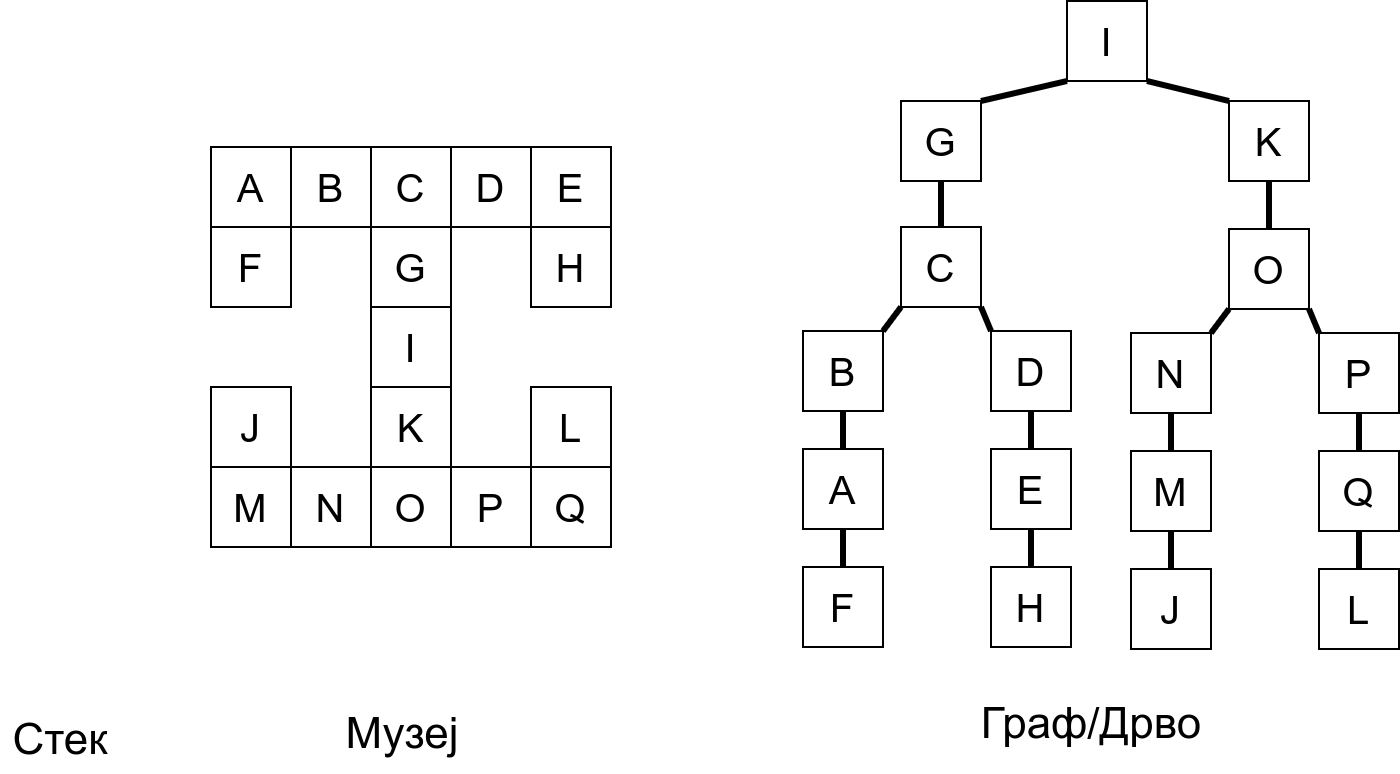 A B C D E
F G H
I
J K L
M N O P Q
Стек
Музеј
I
G K
C O
B D N P
A E M Q
F H J L
Граф/Дрво